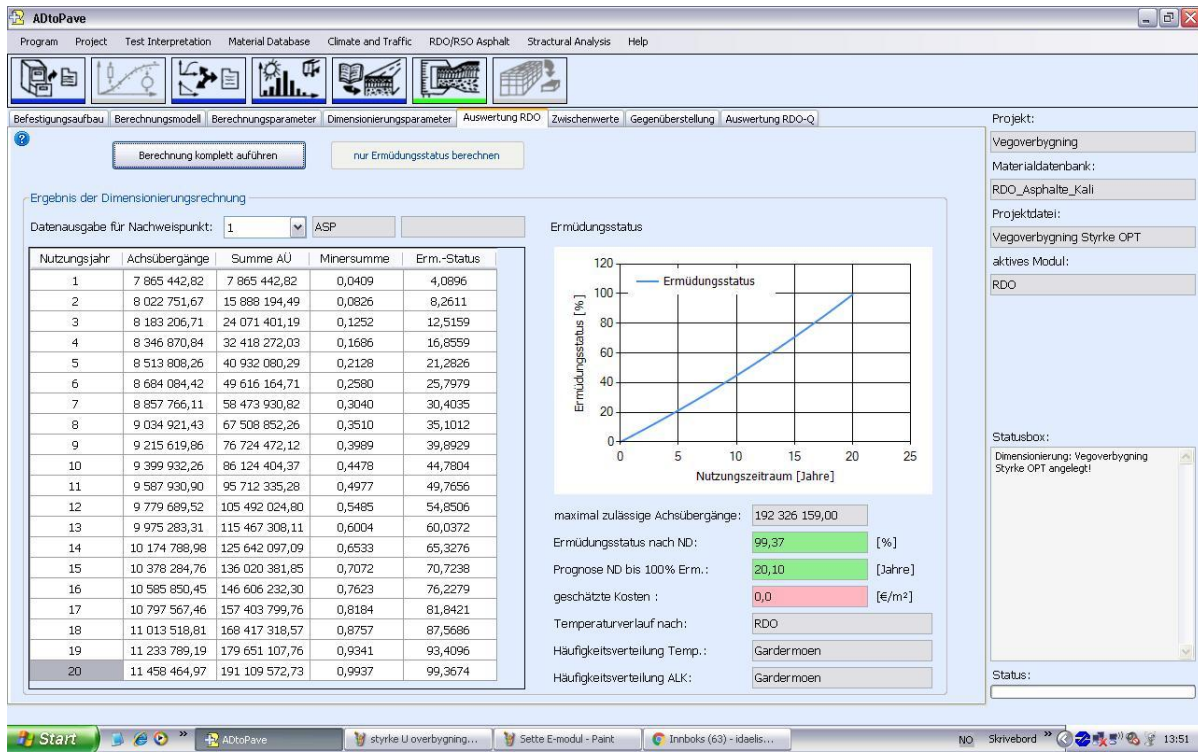 ADtoPave
Program Project Test Interpretation Material Database Climate and Traffic RDO/RSO Asphalt Stractural Analysis Help
Befestigungsaufbau Berechnungsmodell Berechnungsparameter Dimensionierungsparameter Auswertung RDO Zwischenwerte Gegenüberstellung Auswertung RDO-Q
Berechnung komplett auführen nur Ermüdungsstatus berechnen
Ergebnis der Dimensionierungsrechnung
Datenausgabe für Nachweispunkt: 1 ASP
Nutzungsjahr Achsübergänge Summe AÜ Minersumme Erm.-Status
1 7 865 442,82 7 865 442,82 0,0409 4,0896
2 8 022 751,67 15 888 194,49 0,0826 8,2611
3 8 183 206,71 24 071 401,19 0,1252 12,5159
4 8 346 870,84 32 418 272,03 0,1686 16,8559
5 8 513 808,26 40 932 080,29 0,2128 21,2826
6 8 684 084,42 49 616 164,71 0,2580 25,7979
7 8 857 766,11 58 473 930,82 0,3040 30,4035
8 9 034 921,43 67 508 852,26 0,3510 35,1012
9 9 215 619,86 76 724 472,12 0,3989 39,8929
10 9 399 932,26 86 124 404,37 0,4478 44,7804
11 9 587 930,90 95 712 335,28 0,4977 49,7656
12 9 779 689,52 105 492 024,80 0,5485 54,8506
13 9 975 283,31 115 467 308,11 0,6004 60,0372
14 10 174 788,98 125 642 097,09 0,6533 65,3276
15 10 378 284,76 136 020 381,85 0,7072 70,7238
16 10 585 850,45 146 606 232,30 0,7623 76,2279
17 10 797 567,46 157 403 799,76 0,8184 81,8421
18 11 013 518,81 168 417 318,57 0,8757 87,5686
19 11 233 789,19 179 651 107,76 0,9341 93,4096
20 11 458 464,97 191 109 572,73 0,9937 99,3674
Ermüdungsstatus
Ermüdungsstatus
Ermüdungsstatus [%]
120
100
80
60
40
20
0
0 5 10 15 20 25
Nutzungszeitraum [Jahre]
maximal zulässige Achsübergänge: 192 326 159,00
Ermüdungsstatus nach ND: 99,37 [%]
Prognose ND bis 100% Erm.: 20,10 [Jahre]
geschätzte Kosten : 0,0 [€/m²]
Temperaturverlauf nach: RDO
Häufigkeitsverteilung Temp.: Gardermoen
Häufigkeitsverteilung ALK: Gardermoen
Projekt:
Vegoverbygning
Materialdatenbank:
RDO_Asphalte_Kali
Projektdatei:
Vegoverbygning Styrke OPT
aktives Modul:
RDO
Statusbox:
Dimensionierung: Vegoverbygning
Styrke OPT angelegt!
Status:
Start ADtoPave styrke U overbygning... Sette E-modul - Paint Innboks (63) - idaelis... NO Skrivebord 13:51